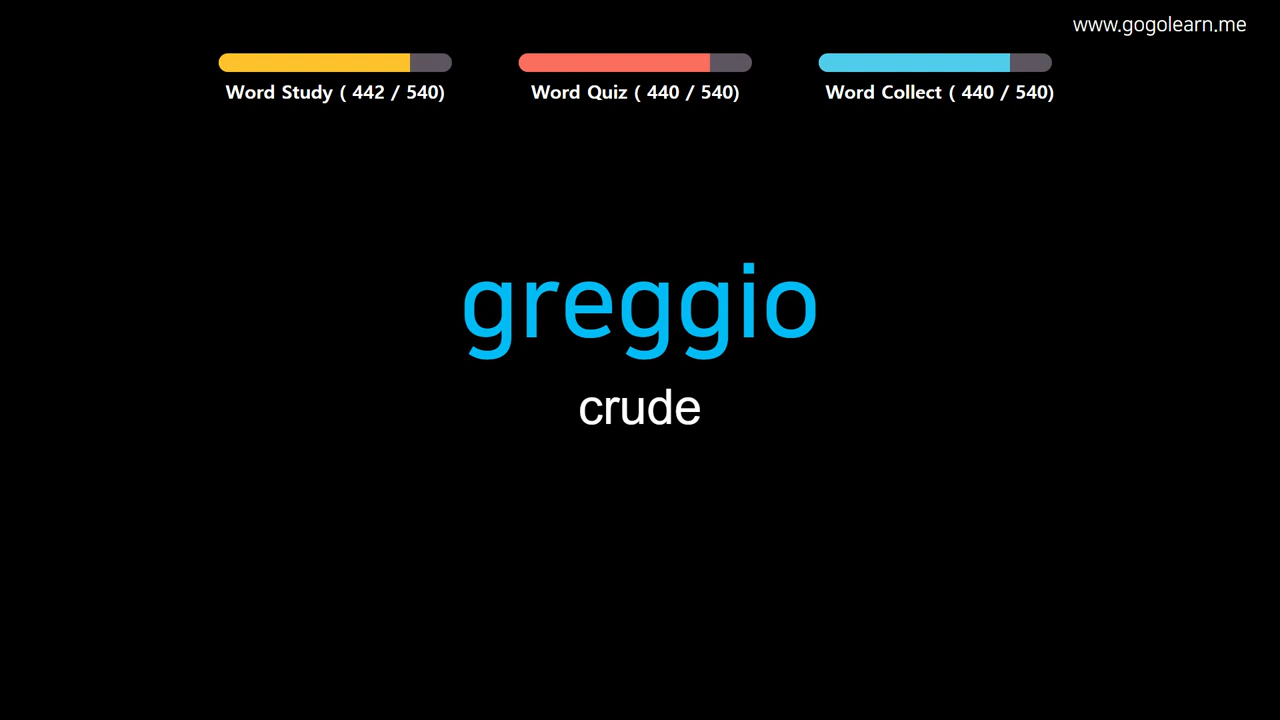 www.gogolearn.me
Word Study ( 442 / 540)
Word Quiz ( 440 / 540)
Word Collect ( 440 / 540)
greggio
crude